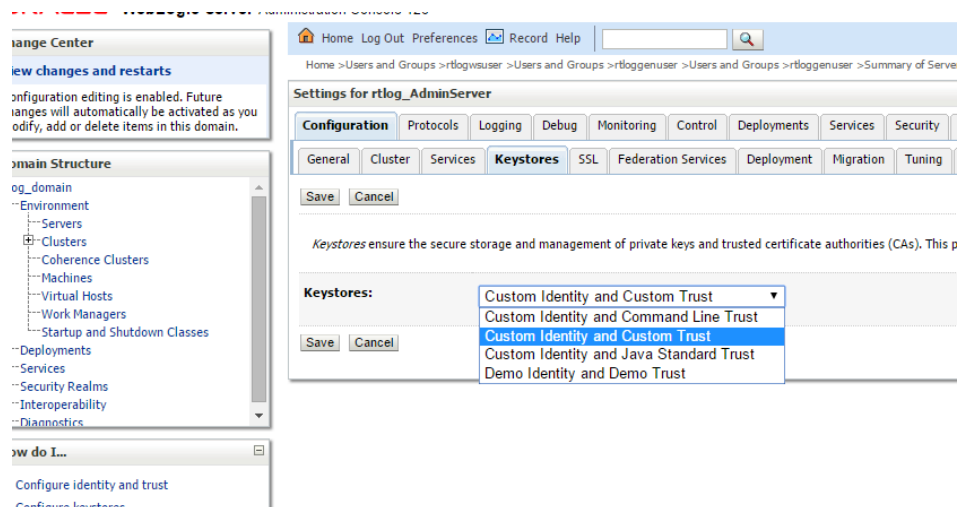 Home Log Out Preferences Record Help
Home >Users and Groups >rtlogwsuser >Users and Groups >rtloggenuser >Users and Groups >rtloggenuser >Summary of Serve
hange Center
iew changes and restarts
onfiguration editing is enabled. Future
hanges will automatically be activated as you
odify, add or delete items in this domain.
omain Structure
og_domain
Environment
Servers
Clusters
Coherence Clusters
Machines
Virtual Hosts
Work Managers
Startup and Shutdown Classes
Deployments
Services
Security Realms
Interoperability
Diagnostics
ow do I...
Configure identity and trust
Configure keystores
Settings for rtlog_AdminServer
Configuration Protocols Logging Debug Monitoring Control Deployments Services Security
General Cluster Services Keystores SSL Federation Services Deployment Migration Tuning
Save Cancel
Keystores ensure the secure storage and management of private keys and trusted certificate authorities (CAs). This p
Keystores: Custom Identity and Custom Trust
Custom Identity and Command Line Trust
Custom Identity and Custom Trust
Custom Identity and Java Standard Trust
Demo Identity and Demo Trust
Save Cancel